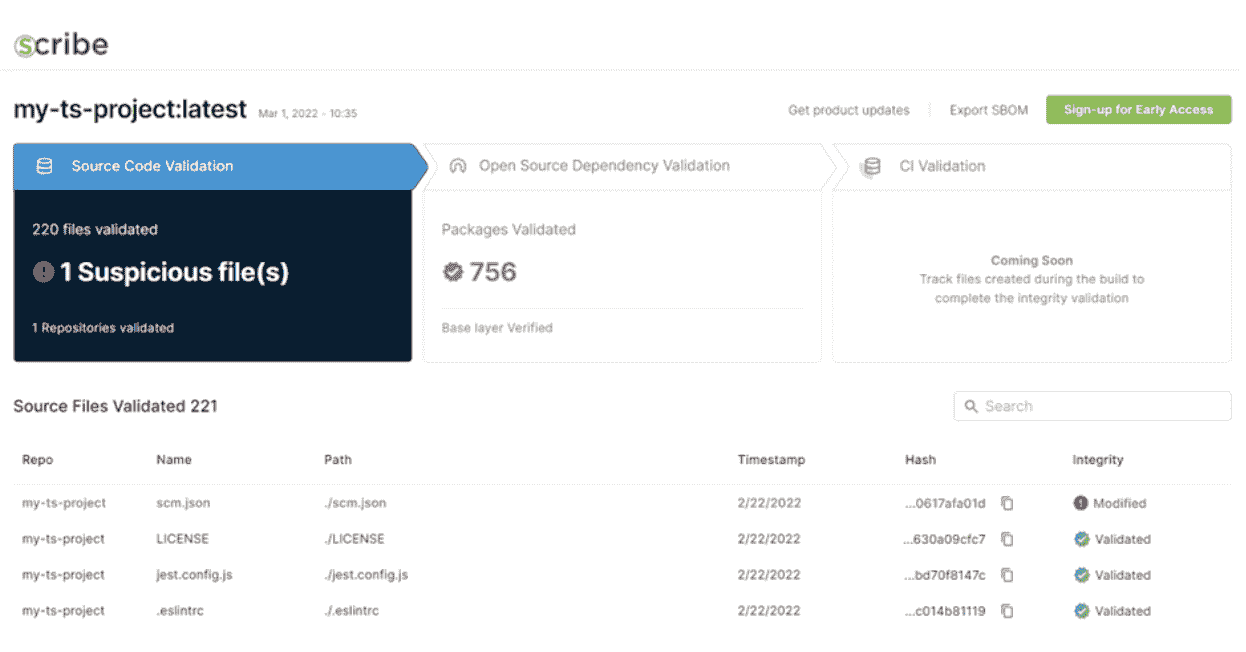 scribe
my-ts-project:latest Mar 1, 2022 - 10:35
Get product updates Export SBOM Sign-up for Early Access
Source Code Validation
220 files validated
1 Suspicious file(s)
1 Repositories validated
Open Source Dependency Validation
Packages Validated
756
Base layer Verified
CI Validation
Coming Soon
Track files created during the build to
complete the integrity validation
Source Files Validated 221
Search
Repo Name Path Timestamp Hash Integrity
my-ts-project scm.json ./scm.json 2/22/2022 ...0617afa01d Modified
my-ts-project LICENSE ./LICENSE 2/22/2022 ...630a09cfc7 Validated
my-ts-project jest.config.js ./jest.config.js 2/22/2022 ...bd70f8147c Validated
my-ts-project .eslintrc ./.eslintrc 2/22/2022 ...c014b81119 Validated